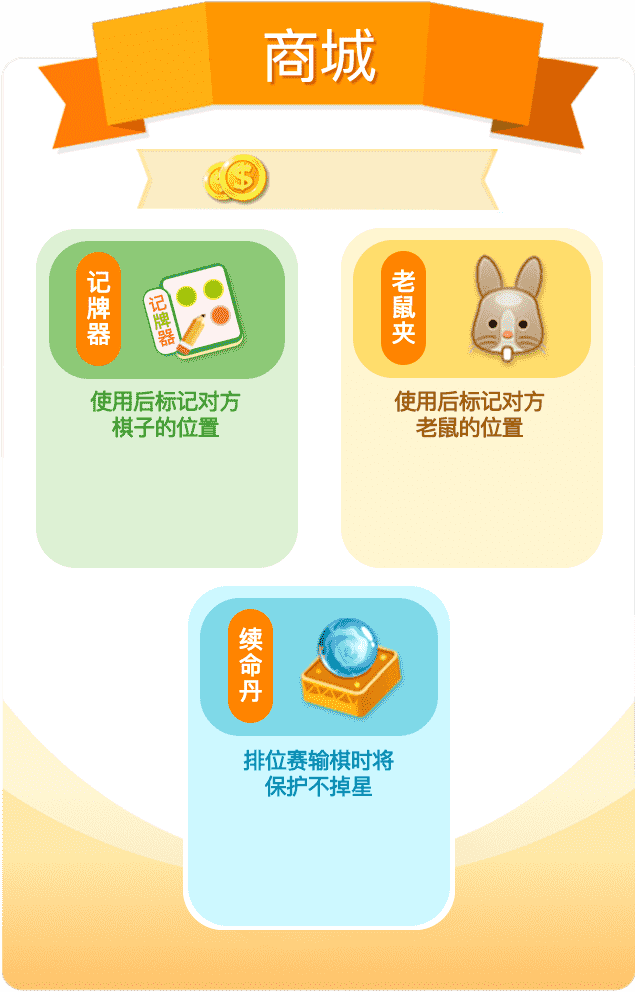 商城
记牌器
记牌器
使用后标记对方
棋子的位置
老鼠夹
使用后标记对方
老鼠的位置
续命丹
排位赛输棋时将
保护不掉星